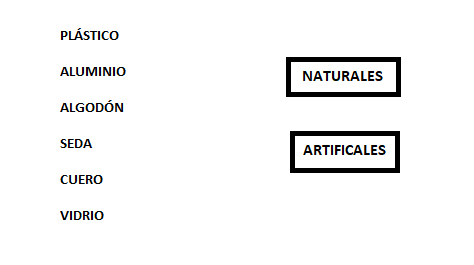 PLÁSTICO
ALUMINIO
ALGODÓN
SEDA
CUERO
VIDRIO
NATURALES
ARTIFICALES